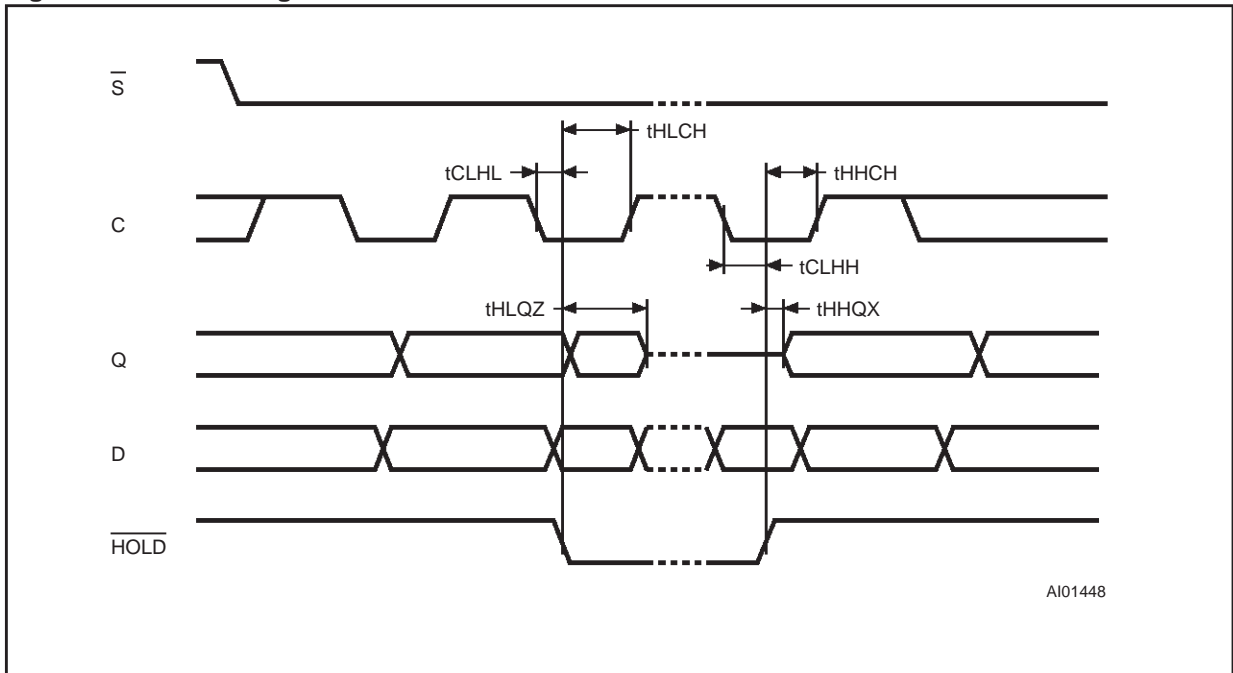 S
tHLCH
tCLHL
tHHCH
C
tCLHH
tHLQZ
tHHQX
Q
D
HOLD
AI01448